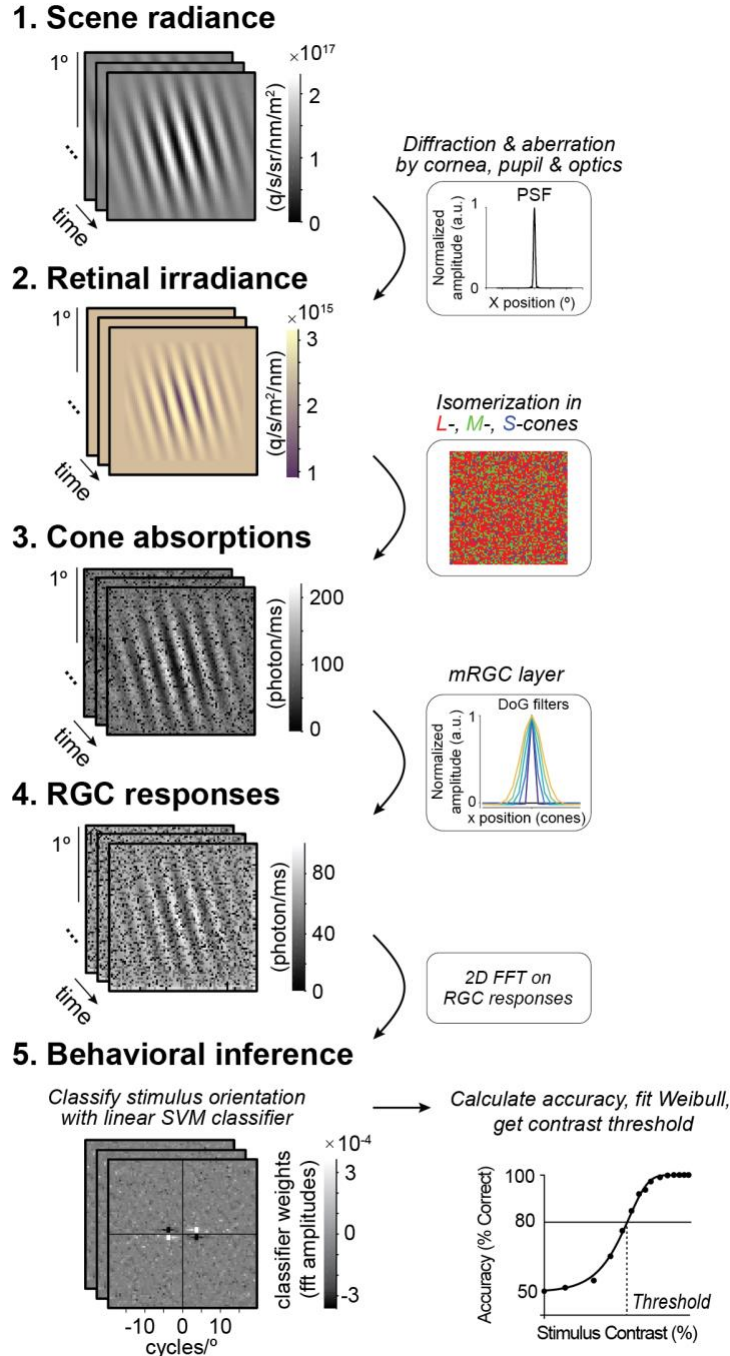 1. Scene radiance
1º
...
time
×10¹⁷
2
1
0
(q/s/sr/nm/m²)
Diffraction & aberration
by cornea, pupil & optics
PSF
1
0
Normalized
amplitude (a.u.)
X position (º)
2. Retinal irradiance
1º
...
time
×10¹⁵
3
2
1
(q/s/m²/nm)
Isomerization in
L-, M-, S-cones
3. Cone absorptions
1º
...
time
200
100
0
(photon/ms)
mRGC layer
DoG filters
1
0
Normalized
amplitude (a.u.)
x position (cones)
4. RGC responses
1º
...
time
80
40
0
(photon/ms)
2D FFT on
RGC responses
5. Behavioral inference
Classify stimulus orientation
with linear SVM classifier
× 10⁻⁴
3
0
-3
classifier weights
(fft amplitudes)
-10 0 10
cycles/º
Calculate accuracy, fit Weibull,
get contrast threshold
100
80
50
Accuracy (% Correct)
Threshold
Stimulus Contrast (%)